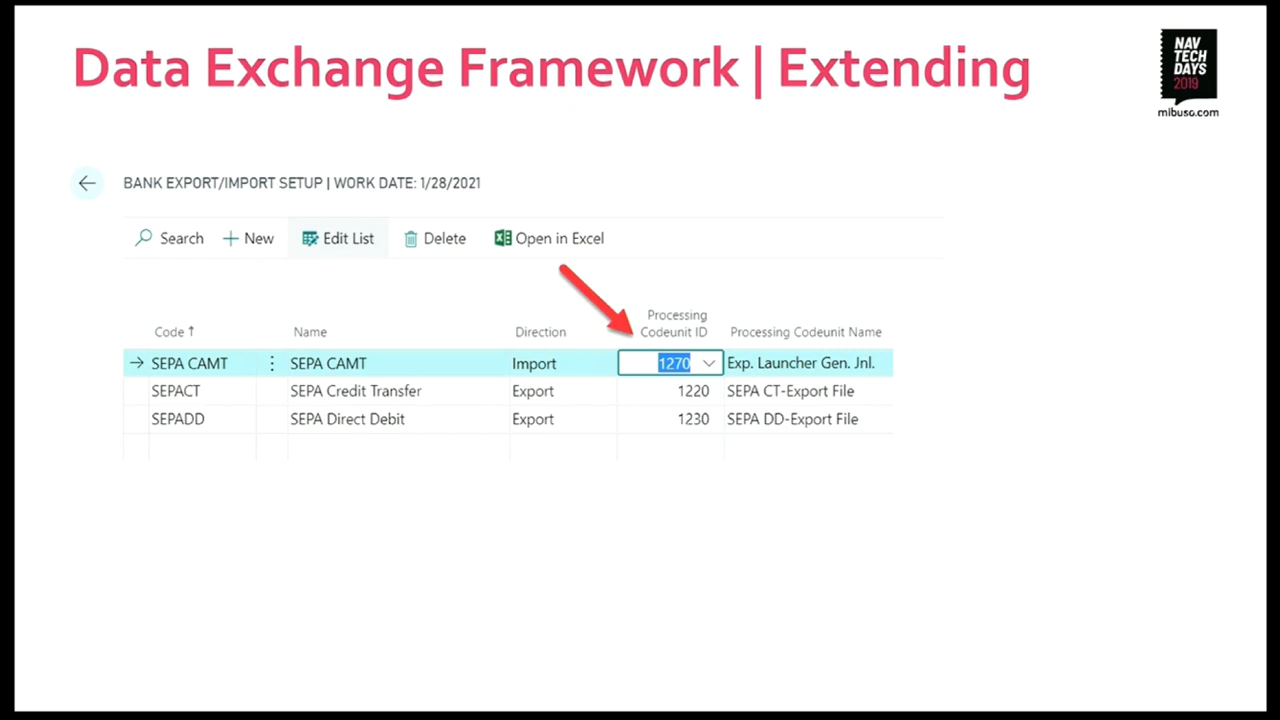 Data Exchange Framework | Extending
NAV
TECH
DAYS
2019
mibuso.com
BANK EXPORT/IMPORT SETUP | WORK DATE: 1/28/2021
Search New Edit List Delete Open in Excel
Code ↑ Name Direction Processing Codeunit ID Processing Codeunit Name
SEPA CAMT SEPA CAMT Import 1270 Exp. Launcher Gen. Jnl.
SEPACT SEPA Credit Transfer Export 1220 SEPA CT-Export File
SEPADD SEPA Direct Debit Export 1230 SEPA DD-Export File